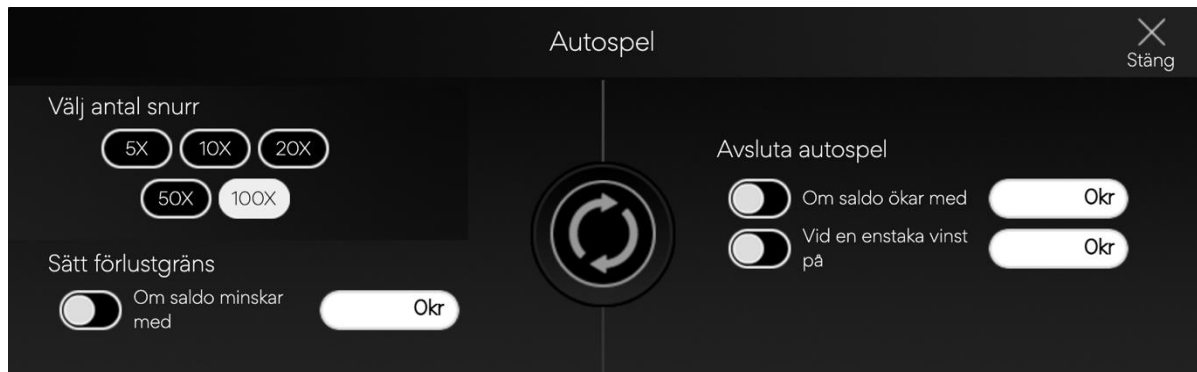 Autospel
Stäng
Välj antal snurr
5X 10X 20X
50X 100X
Sätt förlustgräns
Om saldo minskar
med
0kr
Avsluta autospel
Om saldo ökar med 0kr
Vid en enstaka vinst
på
0kr